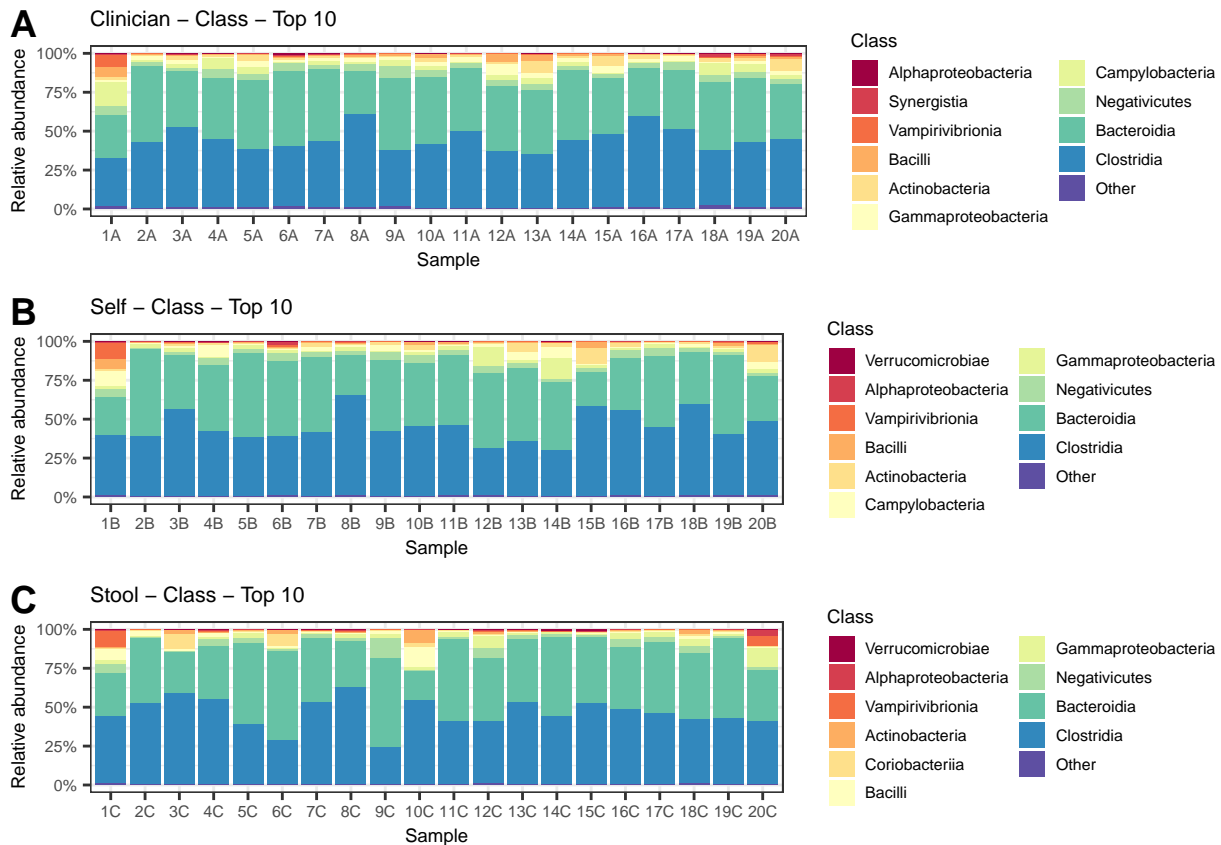 A
Clinician − Class − Top 10
Relative abundance
100%
75%
50%
25%
0%
1A 2A 3A 4A 5A 6A 7A 8A 9A 10A 11A 12A 13A 14A 15A 16A 17A 18A 19A 20A
Sample
Class
Alphaproteobacteria
Synergistia
Vampirivibrionia
Bacilli
Actinobacteria
Gammaproteobacteria
Campylobacteria
Negativicutes
Bacteroidia
Clostridia
Other
B
Self − Class − Top 10
Relative abundance
100%
75%
50%
25%
0%
1B 2B 3B 4B 5B 6B 7B 8B 9B 10B 11B 12B 13B 14B 15B 16B 17B 18B 19B 20B
Sample
Class
Verrucomicrobiae
Alphaproteobacteria
Vampirivibrionia
Bacilli
Actinobacteria
Campylobacteria
Gammaproteobacteria
Negativicutes
Bacteroidia
Clostridia
Other
C
Stool − Class − Top 10
Relative abundance
100%
75%
50%
25%
0%
1C 2C 3C 4C 5C 6C 7C 8C 9C 10C 11C 12C 13C 14C 15C 16C 17C 18C 19C 20C
Sample
Class
Verrucomicrobiae
Alphaproteobacteria
Vampirivibrionia
Actinobacteria
Coriobacteriia
Bacilli
Gammaproteobacteria
Negativicutes
Bacteroidia
Clostridia
Other